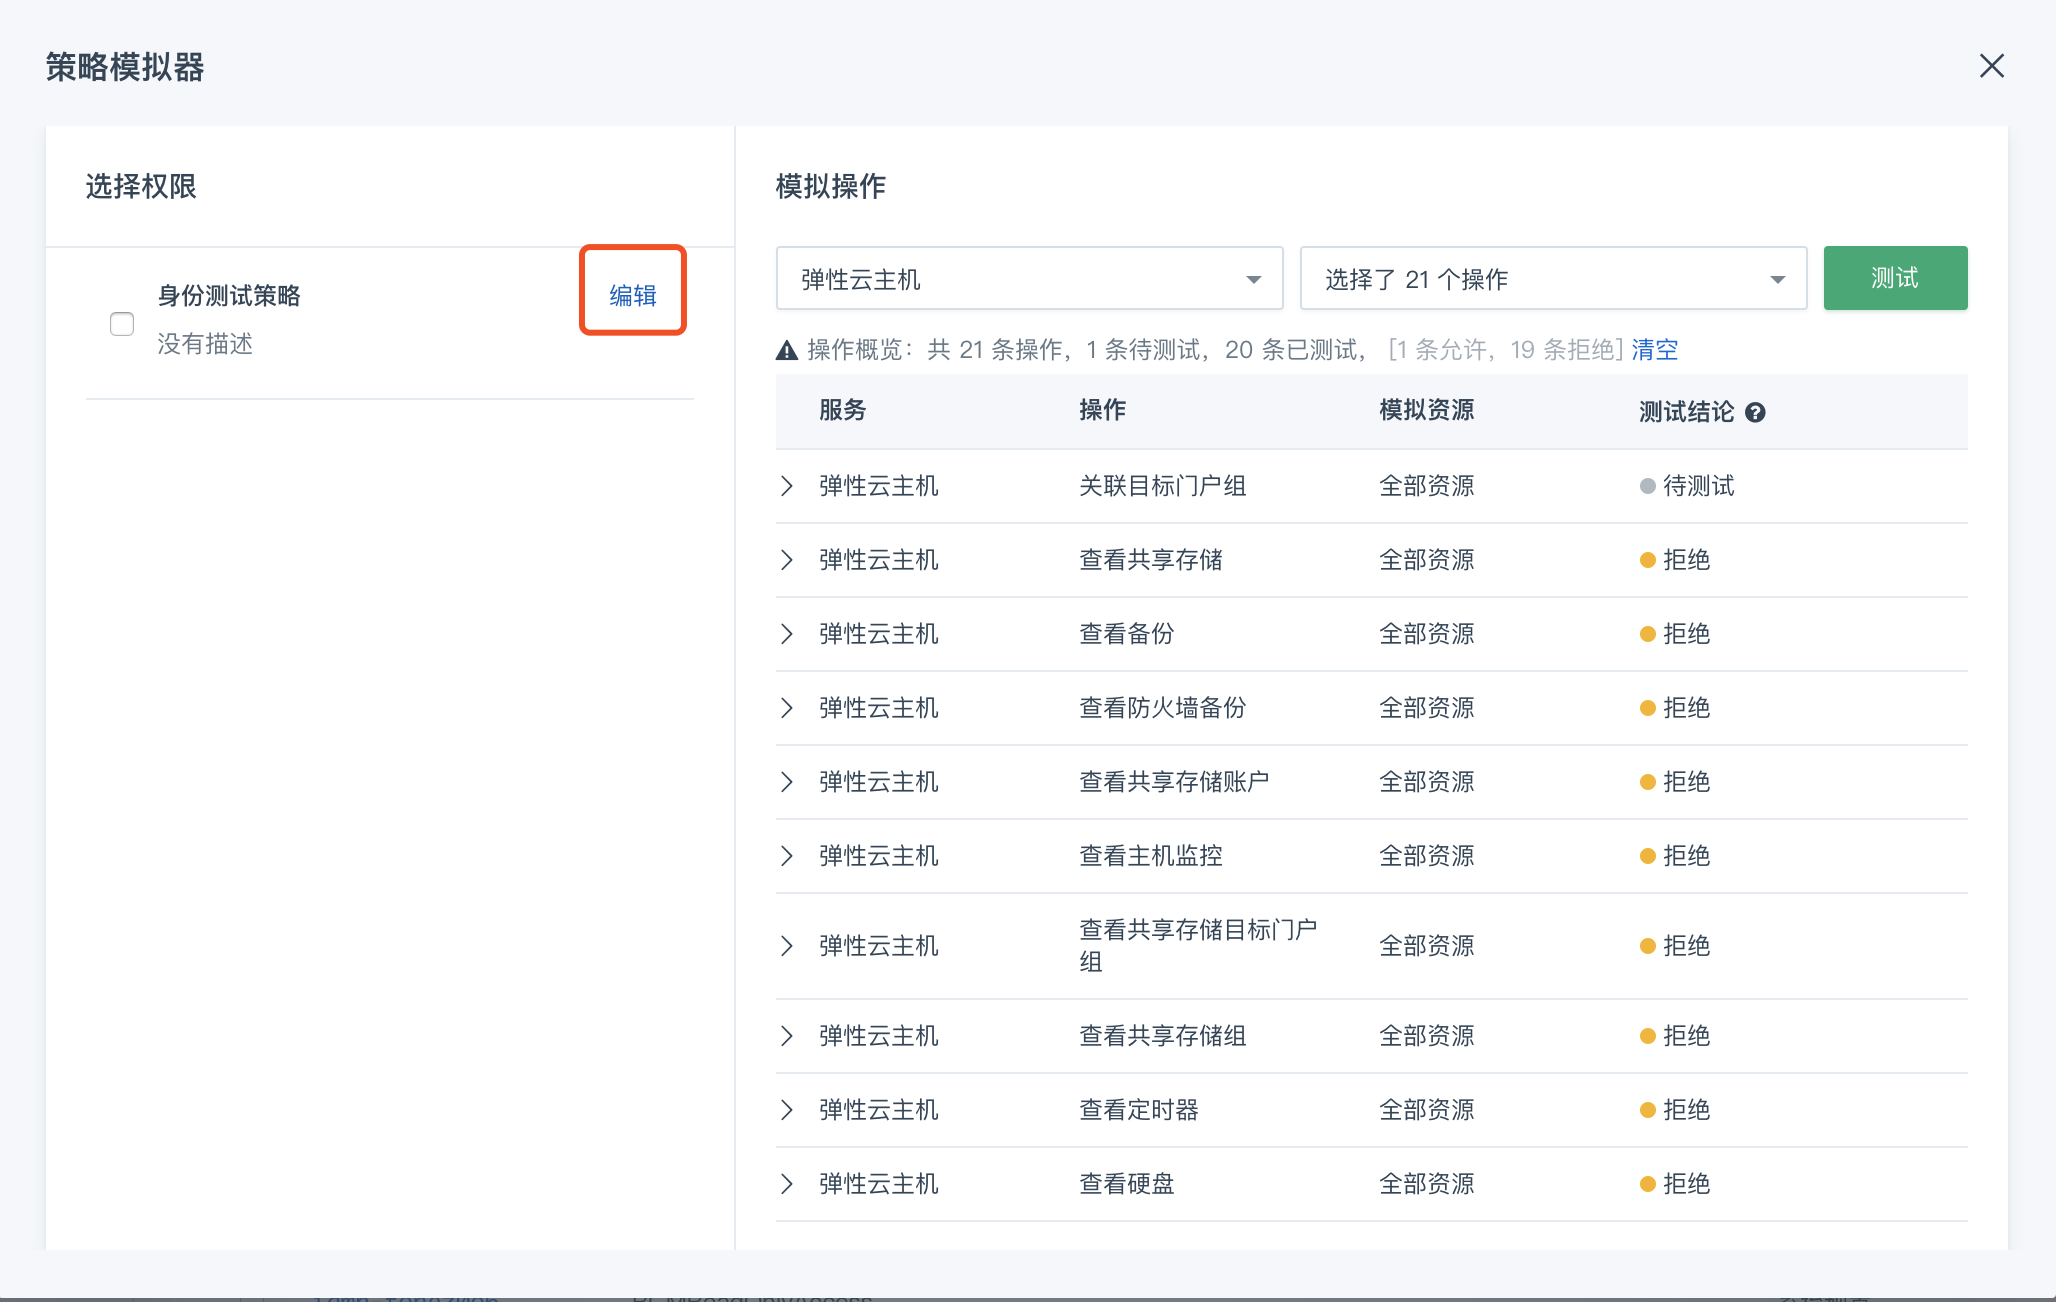 策略模拟器
选择权限
身份测试策略
编辑
没有描述
模拟操作
弹性云主机
选择了 21 个操作
测试
操作概览：共 21 条操作，1 条待测试，20 条已测试， [1 条允许，19 条拒绝] 清空
服务 操作 模拟资源 测试结论
弹性云主机 关联目标门户组 全部资源 待测试
弹性云主机 查看共享存储 全部资源 拒绝
弹性云主机 查看备份 全部资源 拒绝
弹性云主机 查看防火墙备份 全部资源 拒绝
弹性云主机 查看共享存储账户 全部资源 拒绝
弹性云主机 查看主机监控 全部资源 拒绝
弹性云主机 查看共享存储目标门户 全部资源 拒绝
组
弹性云主机 查看共享存储组 全部资源 拒绝
弹性云主机 查看定时器 全部资源 拒绝
弹性云主机 查看硬盘 全部资源 拒绝